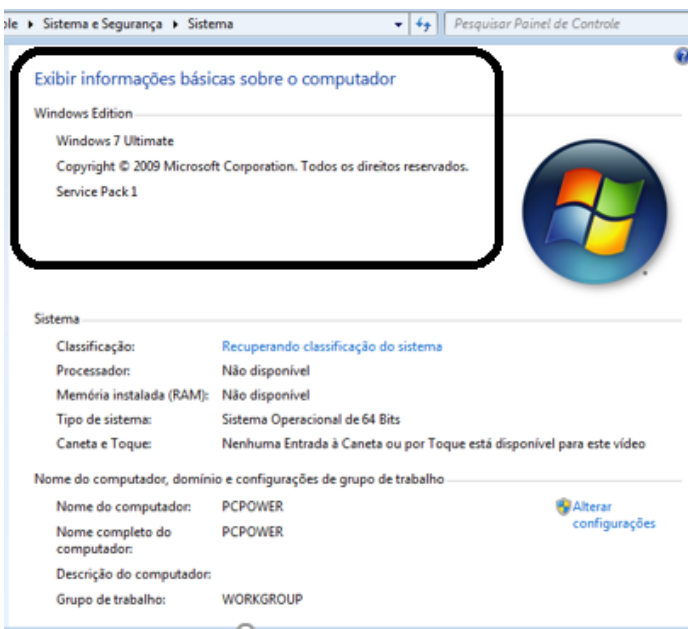 Sistema e Segurança Sistema
Pesquisar Painel de Controle
Exibir informações básicas sobre o computador
Windows Edition
Windows 7 Ultimate
Copyright © 2009 Microsoft Corporation. Todos os direitos reservados.
Service Pack 1
Sistema
Classificação: Recuperando classificação do sistema
Processador: Não disponível
Memória instalada (RAM): Não disponível
Tipo de sistema: Sistema Operacional de 64 Bits
Caneta e Toque: Nenhuma Entrada à Caneta ou por Toque está disponível para este vídeo
Nome do computador, domínio e configurações de grupo de trabalho
Nome do computador: PCPOWER
Alterar
configurações
Nome completo do
computador: PCPOWER
Descrição do computador:
Grupo de trabalho: WORKGROUP